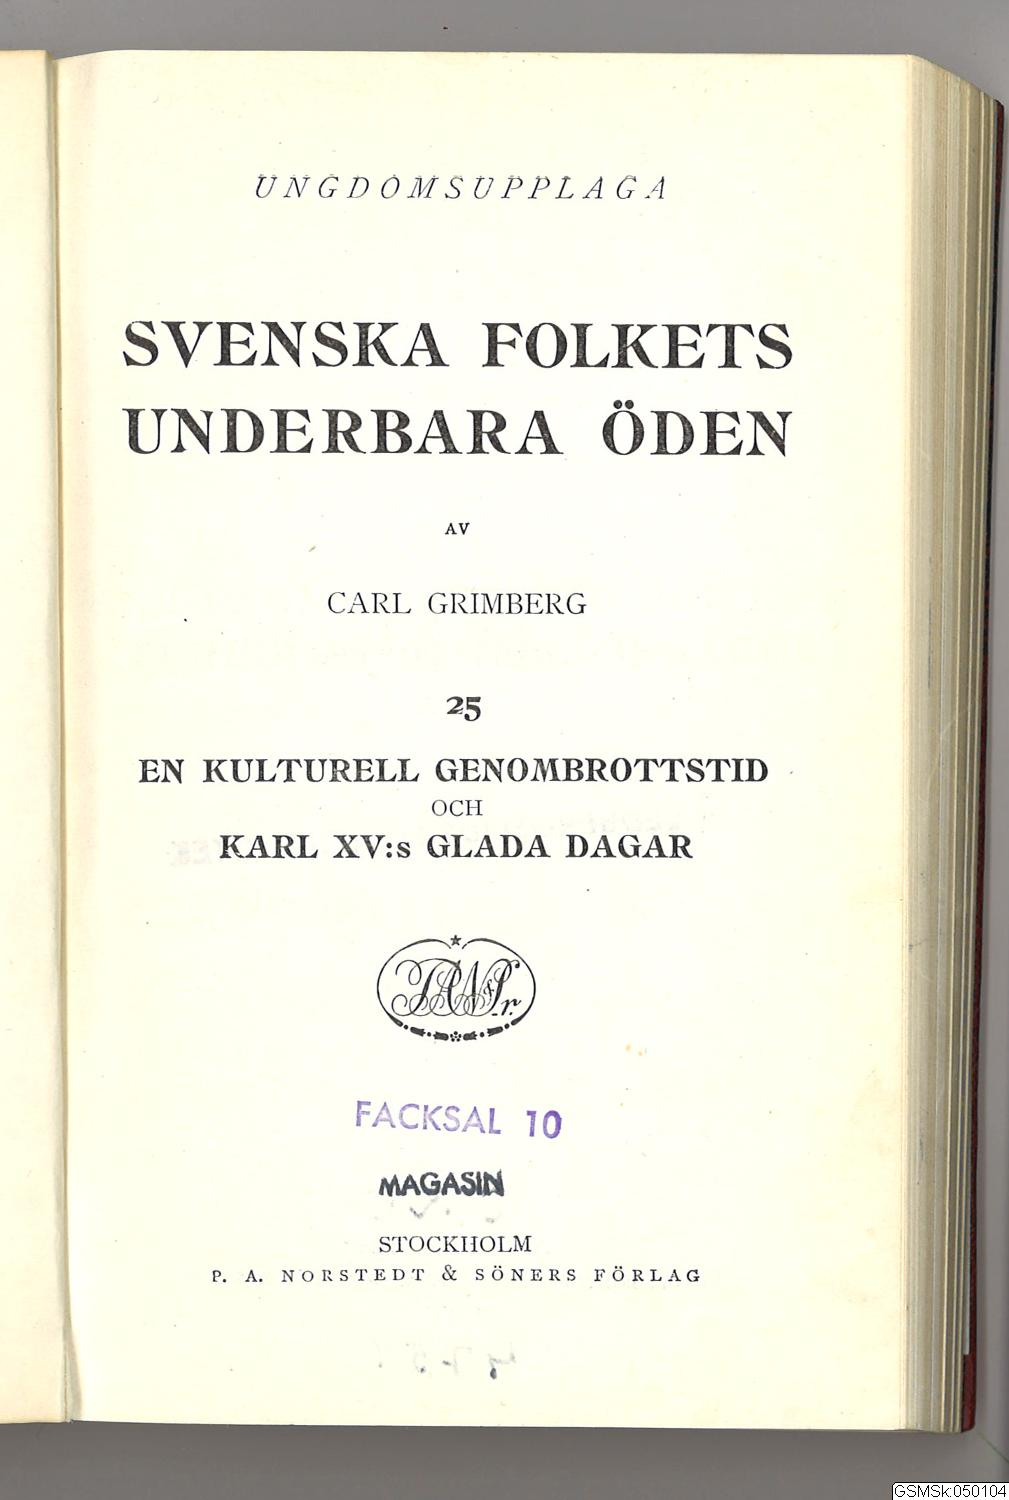 UNGDOMSUPPLAGA
SVENSKA FOLKETS
UNDERBARA ÖDEN
AV
CARL GRIMBERG
25
EN KULTURELL GENOMBROTTSTID
OCH
KARL XV:s GLADA DAGAR
FACKSAL 10
MAGASIN
STOCKHOLM
P. A. NORSTEDT & SÖNERS FÖRLAG
GSMSk:050104